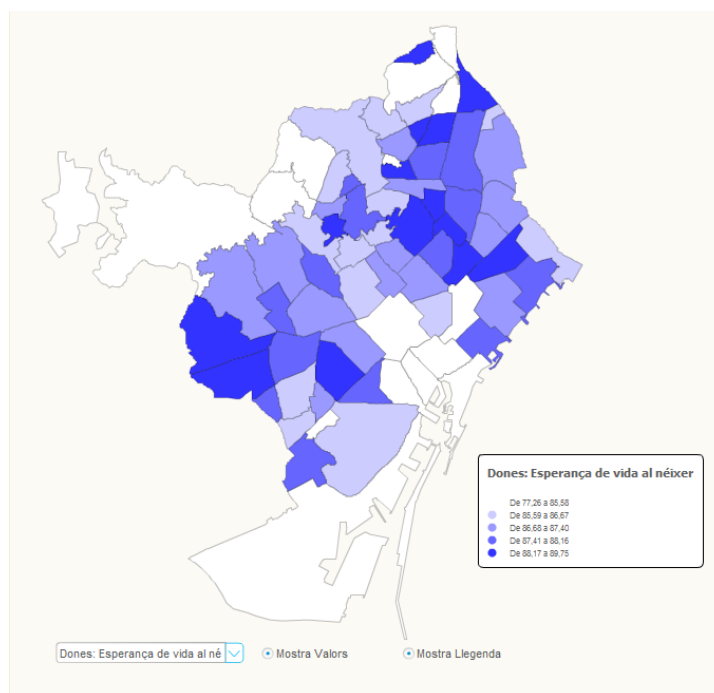 Dones: Esperança de vida al néixer
De 77,26 a 85,58
De 85,59 a 86,67
De 86,68 a 87,40
De 87,41 a 88,16
De 88,17 a 89,75
Dones: Esperança de vida al né
Mostra Valors
Mostra Llegenda